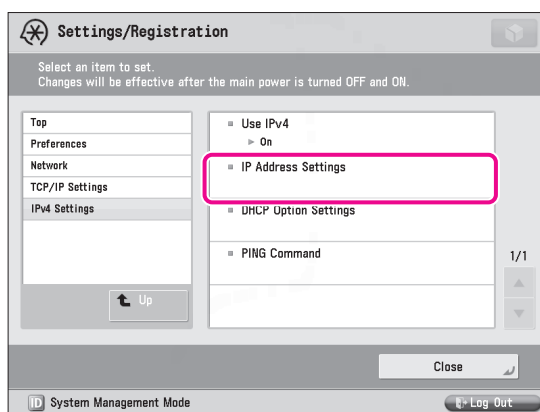 Settings/Registration
Select an item to set.
Changes will be effective after the main power is turned OFF and ON.
Top
Preferences
Network
TCP/IP Settings
IPv4 Settings
Up
Use IPv4
On
IP Address Settings
DHCP Option Settings
PING Command
1/1
Close
ID System Management Mode
Log Out